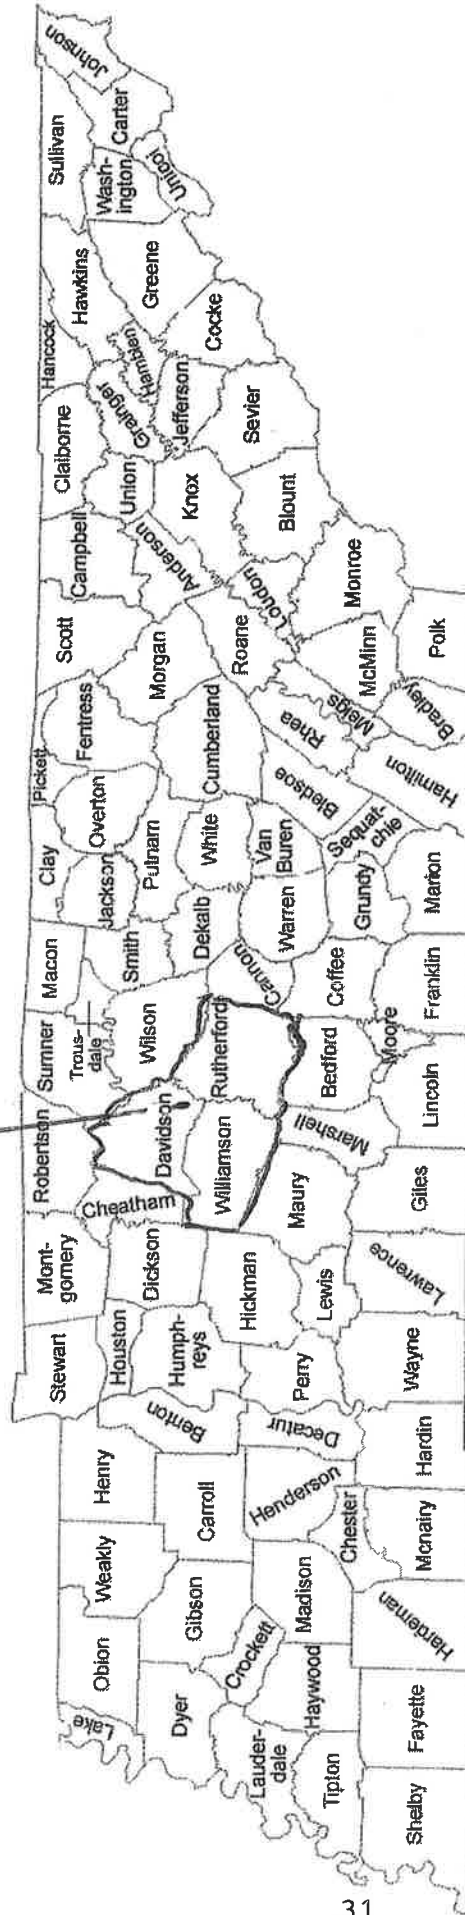 Lake
Obion
Weakly
Henry
Stewart
Mont-
gomery
Robertson
Sumner
Macon
Clay
Pickett
Fentress
Scott
Campbell
Claiborne
Hancock
Hawkins
Sullivan
Johnson
Carter
Wash-
ington
Unicoi
Greene
Cocke
Hamblen
Grainger
Jefferson
Union
Knox
Sevier
Anderson
Blount
Loudon
Monroe
Roane
Morgan
Cumberland
Overton
Jackson
Putnam
White
Trous-
dale
Smith
Dekalb
Wilson
Davidson
Cheatham
Dickson
Houston
Humph-
reys
Benton
Carroll
Gibson
Dyer
Lauder-
dale
Crockett
Haywood
Madison
Tipton
Henderson
Chester
Decatur
Perry
Hickman
Lewis
Williamson
Maury
Rutherford
Cannon
Marshell
Bedford
Coffee
Warren
Van
Buren
Bledsoe
Sequat-
chie
Grundy
Rhea
Meigs
McMinn
Shelby
Fayette
Hardeman
Mcnairy
Hardin
Wayne
Lawrence
Giles
Lincoln
Moore
Franklin
Marion
Hamilton
Bradley
Polk
31